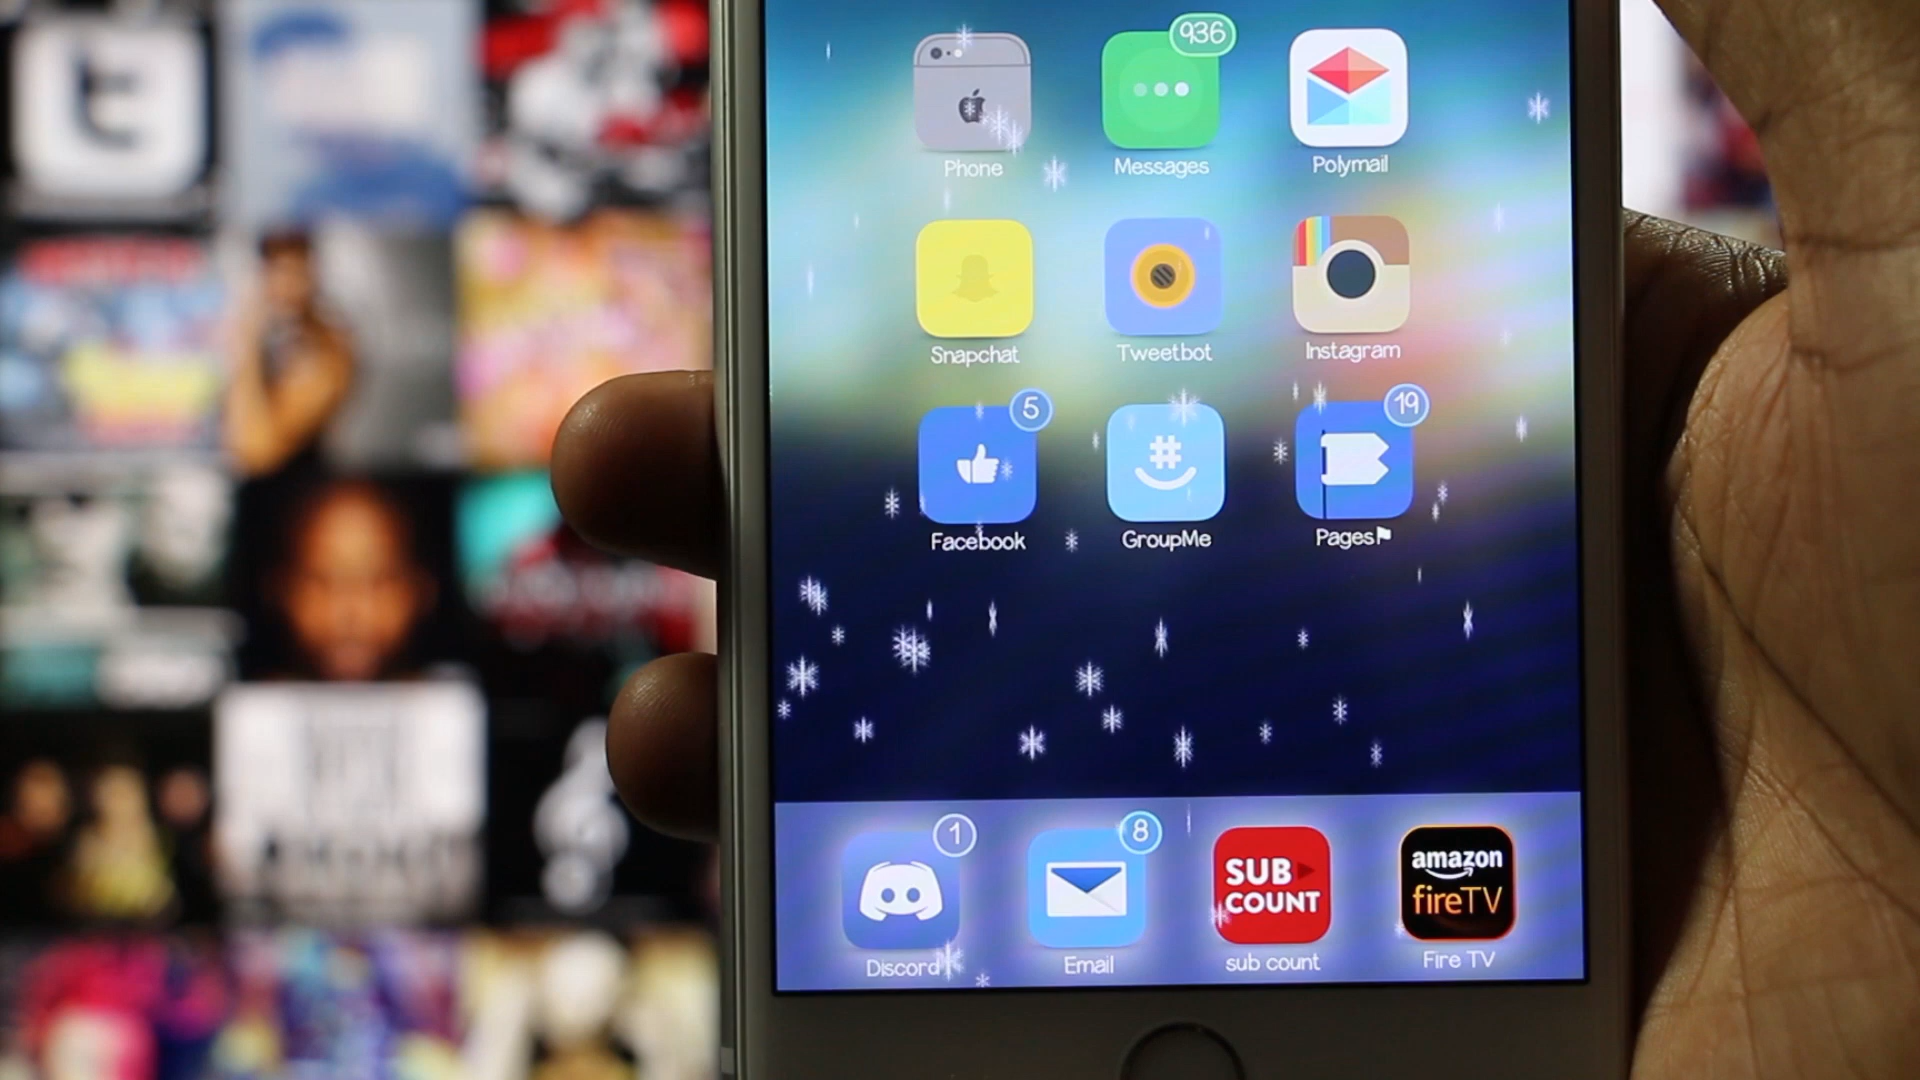 936
Phone
Messages
Polymail
Snapchat
Tweetbot
Instagram
5
19
Facebook
GroupMe
Pages
1
8
SUB
COUNT
amazon
fireTV
Discord
Email
sub count
Fire TV